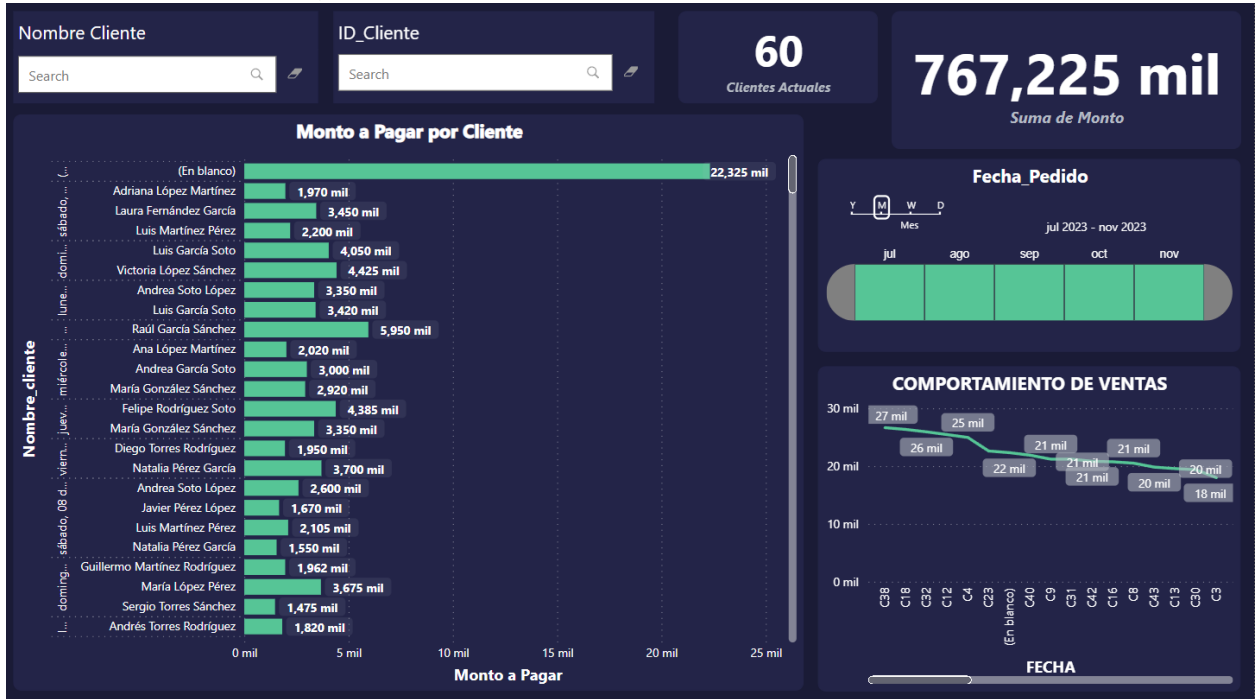 Nombre Cliente
Search
ID_Cliente
Search
60
Clientes Actuales
767,225 mil
Suma de Monto
Monto a Pagar por Cliente
Nombre_cliente
(...
(En blanco) 22,325 mil
sábado, ...
Adriana López Martínez 1,970 mil
Laura Fernández García 3,450 mil
Luis Martínez Pérez 2,200 mil
domi...
Luis García Soto 4,050 mil
Victoria López Sánchez 4,425 mil
lune...
Andrea Soto López 3,350 mil
Luis García Soto 3,420 mil
...
Raúl García Sánchez 5,950 mil
miércole...
Ana López Martínez 2,020 mil
Andrea García Soto 3,000 mil
María González Sánchez 2,920 mil
juev...
Felipe Rodríguez Soto 4,385 mil
María González Sánchez 3,350 mil
viern...
Diego Torres Rodríguez 1,950 mil
Natalia Pérez García 3,700 mil
sábado, 08 d...
Andrea Soto López 2,600 mil
Javier Pérez López 1,670 mil
Luis Martínez Pérez 2,105 mil
Natalia Pérez García 1,550 mil
doming...
Guillermo Martínez Rodríguez 1,962 mil
María López Pérez 3,675 mil
Sergio Torres Sánchez 1,475 mil
l...
Andrés Torres Rodríguez 1,820 mil
0 mil 5 mil 10 mil 15 mil 20 mil 25 mil
Monto a Pagar
Fecha_Pedido
Y M W D
Mes
jul 2023 - nov 2023
jul ago sep oct nov
COMPORTAMIENTO DE VENTAS
30 mil
20 mil
10 mil
0 mil
27 mil
26 mil
25 mil
22 mil
21 mil
21 mil
21 mil
21 mil
20 mil
20 mil
18 mil
C38 C18 C32 C12 C4 C23 (En blanco) C40 C9 C31 C42 C16 C8 C43 C13 C30 C3
FECHA